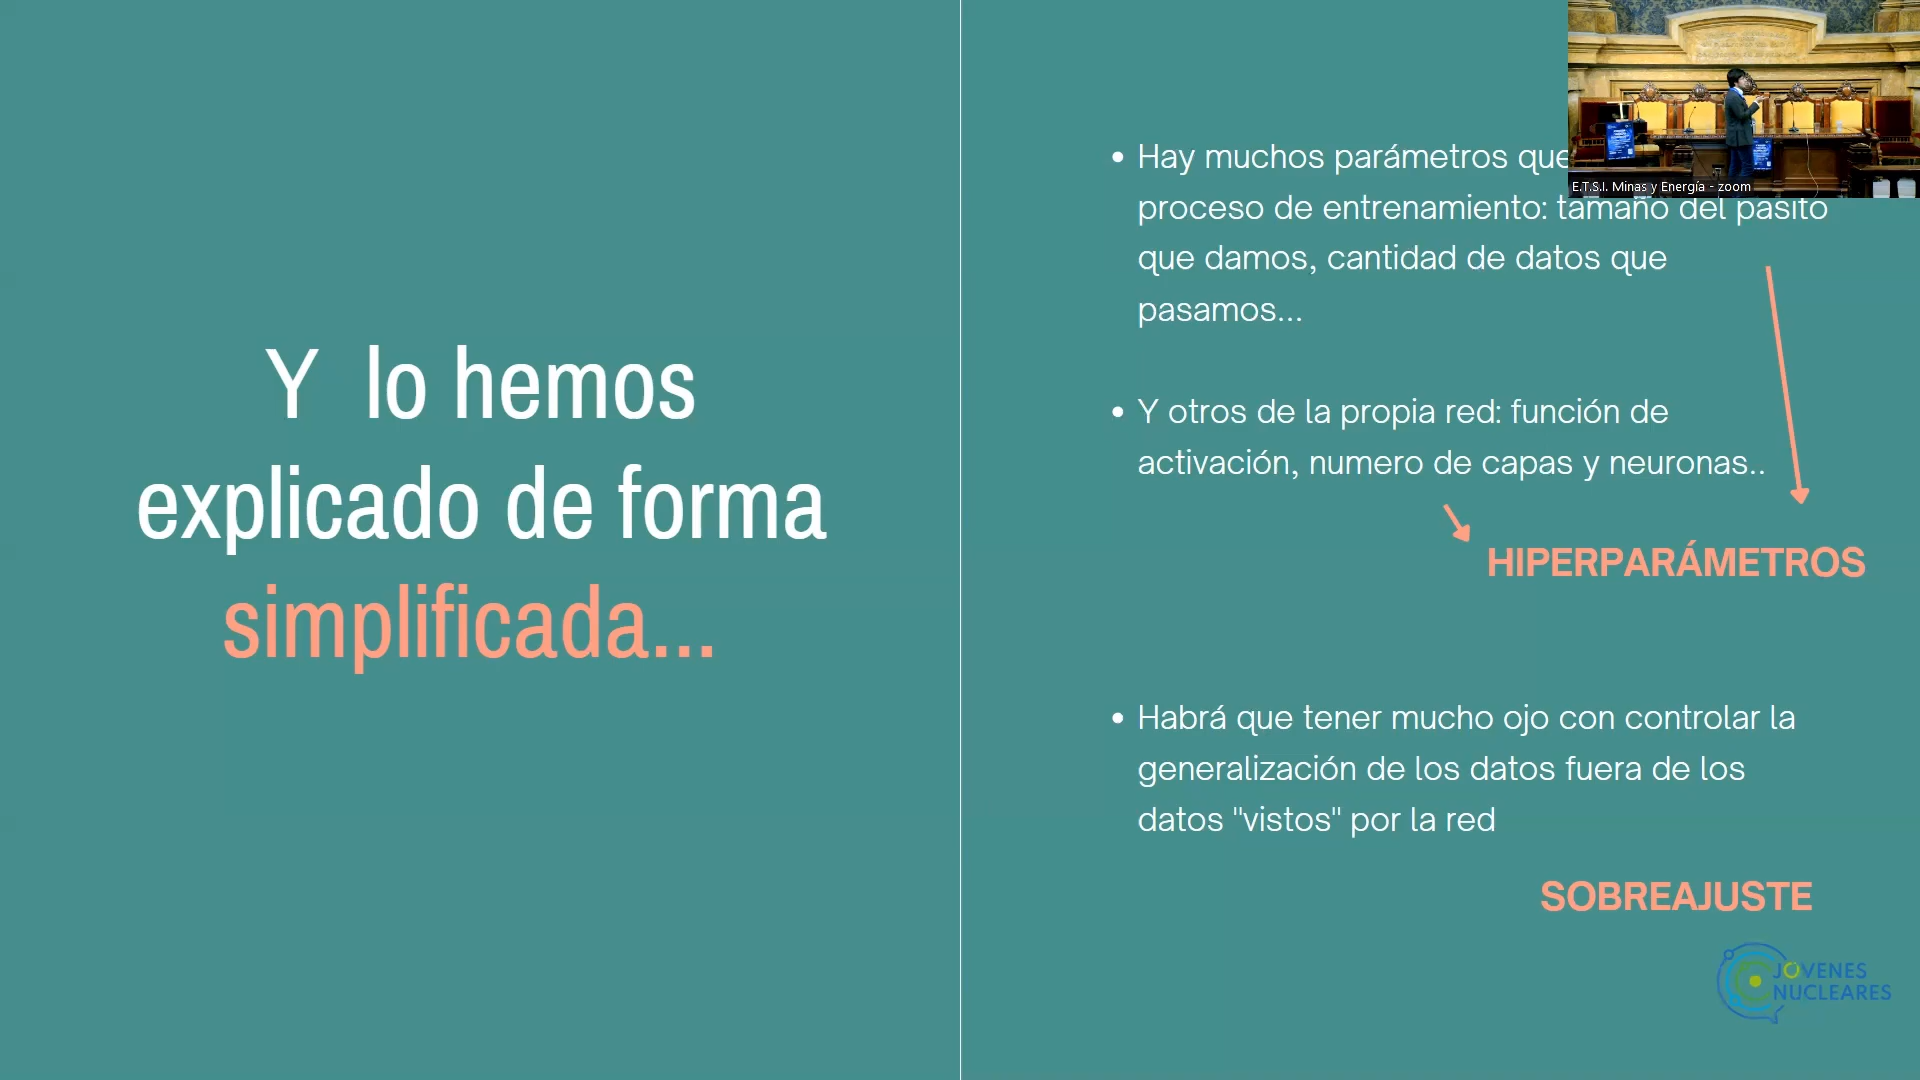 Y lo hemos
explicado de forma
simplificada...
Hay muchos parámetros que
proceso de entrenamiento: tamaño del pasito
que damos, cantidad de datos que
pasamos...
Y otros de la propia red: función de
activación, numero de capas y neuronas..
HIPERPARÁMETROS
Habrá que tener mucho ojo con controlar la
generalización de los datos fuera de los
datos "vistos" por la red
SOBREAJUSTE
E.T.S.I. Minas y Energía - zoom
JÓVENES
NUCLEARES